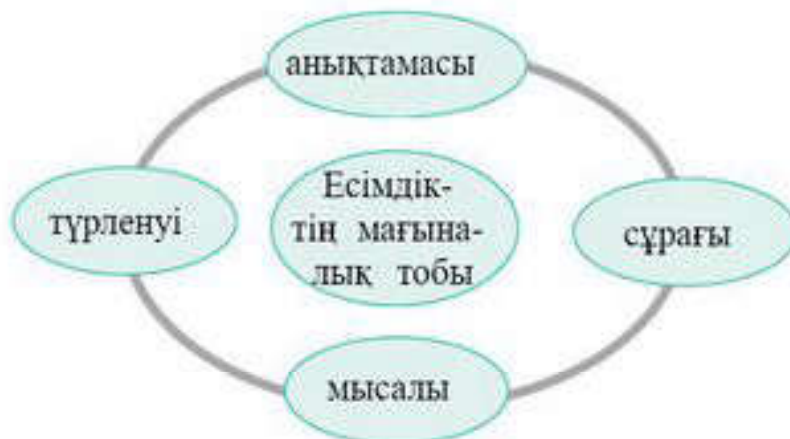 анықтамасы
түрленуі
Есімдік-
тің мағына-
лық тобы
сұрағы
мысалы